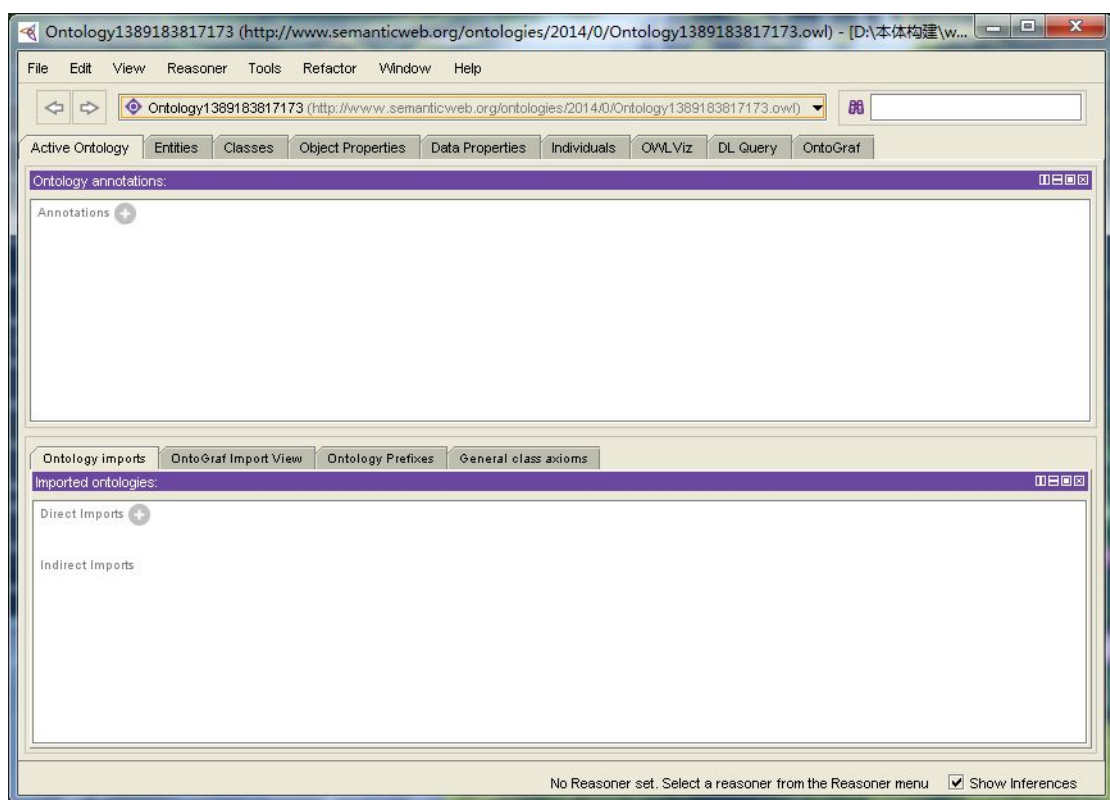 Ontology1389183817173 (http://www.semanticweb.org/ontologies/2014/0/Ontology1389183817173.owl) - [D:\本体构建\w...
File Edit View Reasoner Tools Refactor Window Help
Ontology1389183817173 (http://www.semanticweb.org/ontologies/2014/0/Ontology1389183817173.owl)
Active Ontology Entities Classes Object Properties Data Properties Individuals OWLViz DL Query OntoGraf
Ontology annotations:
Annotations
Ontology imports OntoGraf Import View Ontology Prefixes General class axioms
Imported ontologies:
Direct Imports
Indirect Imports
No Reasoner set. Select a reasoner from the Reasoner menu Show Inferences